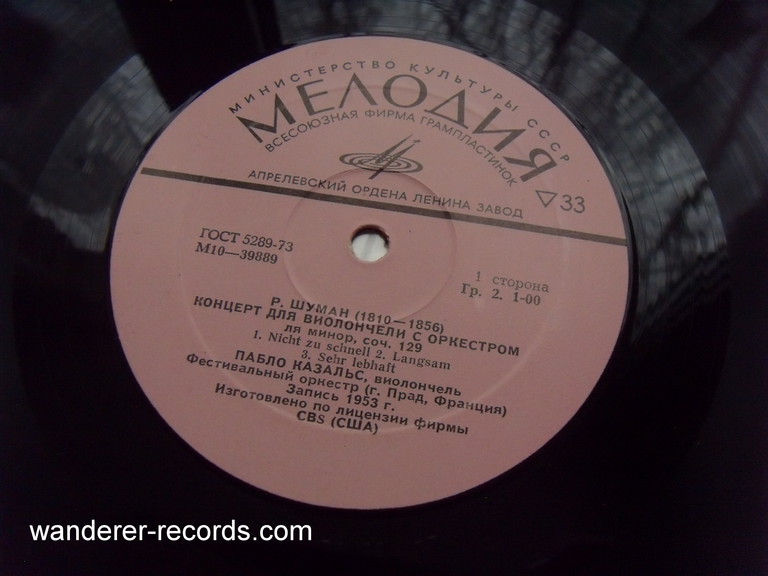 МИНИСТЕРСТВО КУЛЬТУРЫ СССР
МЕЛОДИЯ
ВСЕСОЮЗНАЯ ФИРМА ГРАМПЛАСТИНОК
АПРЕЛЕВСКИЙ ОРДЕНА ЛЕНИНА ЗАВОД
33
ГОСТ 5289-73
М10—39889
1 сторона
Гр. 2. 1-00
Р. ШУМАН (1810—1856)
КОНЦЕРТ ДЛЯ ВИОЛОНЧЕЛИ С ОРКЕСТРОМ
ЛЯ МИНОР, СОЧ. 129
1. Nicht zu schnell 2. Langsam
3. Sehr lebhaft
ПАБЛО КАЗАЛЬС, виолончель
Фестивальный оркестр (г. Прад, Франция)
Запись 1953 г.
Изготовлено по лицензии фирмы
CBS (США)
wanderer-records.com